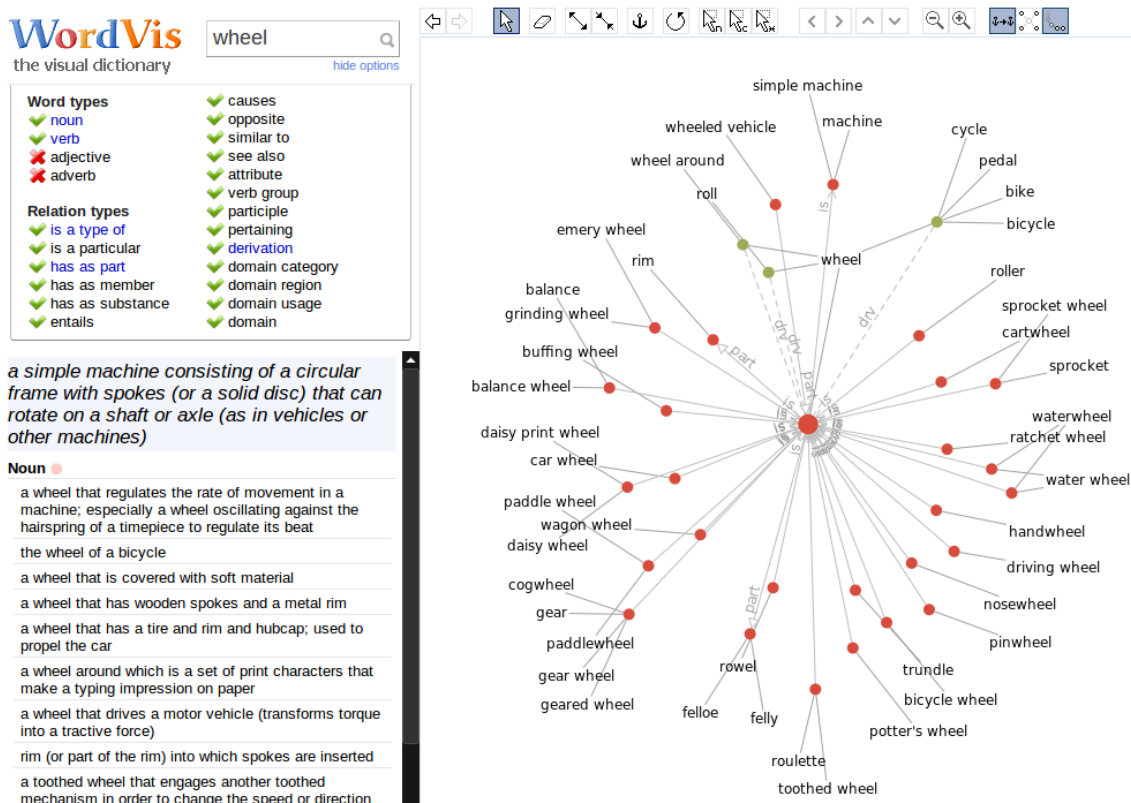 WordVis
the visual dictionary
wheel
hide options
Word types
noun
verb
adjective
adverb
Relation types
is a type of
is a particular
has as part
has as member
has as substance
entails
causes
opposite
similar to
see also
attribute
verb group
participle
pertaining
derivation
domain category
domain region
domain usage
domain
a simple machine consisting of a circular
frame with spokes (or a solid disc) that can
rotate on a shaft or axle (as in vehicles or
other machines)
Noun
a wheel that regulates the rate of movement in a
machine; especially a wheel oscillating against the
hairspring of a timepiece to regulate its beat
the wheel of a bicycle
a wheel that is covered with soft material
a wheel that has wooden spokes and a metal rim
a wheel that has a tire and rim and hubcap; used to
propel the car
a wheel around which is a set of print characters that
make a typing impression on paper
a wheel that drives a motor vehicle (transforms torque
into a tractive force)
rim (or part of the rim) into which spokes are inserted
a toothed wheel that engages another toothed
mechanism in order to change the speed or direction
simple machine
machine
wheeled vehicle
cycle
wheel around
pedal
roll
bike
is
bicycle
emery wheel
rim
wheel
roller
balance
grinding wheel
sprocket wheel
drv
drv
drv
cartwheel
buffing wheel
part
sprocket
balance wheel
part
is
is
waterwheel
daisy print wheel
ratchet wheel
is
car wheel
water wheel
paddle wheel
wagon wheel
handwheel
daisy wheel
driving wheel
cogwheel
part
nosewheel
gear
pinwheel
paddlewheel
rowel
trundle
gear wheel
bicycle wheel
geared wheel
felloe
felly
potter's wheel
roulette
toothed wheel